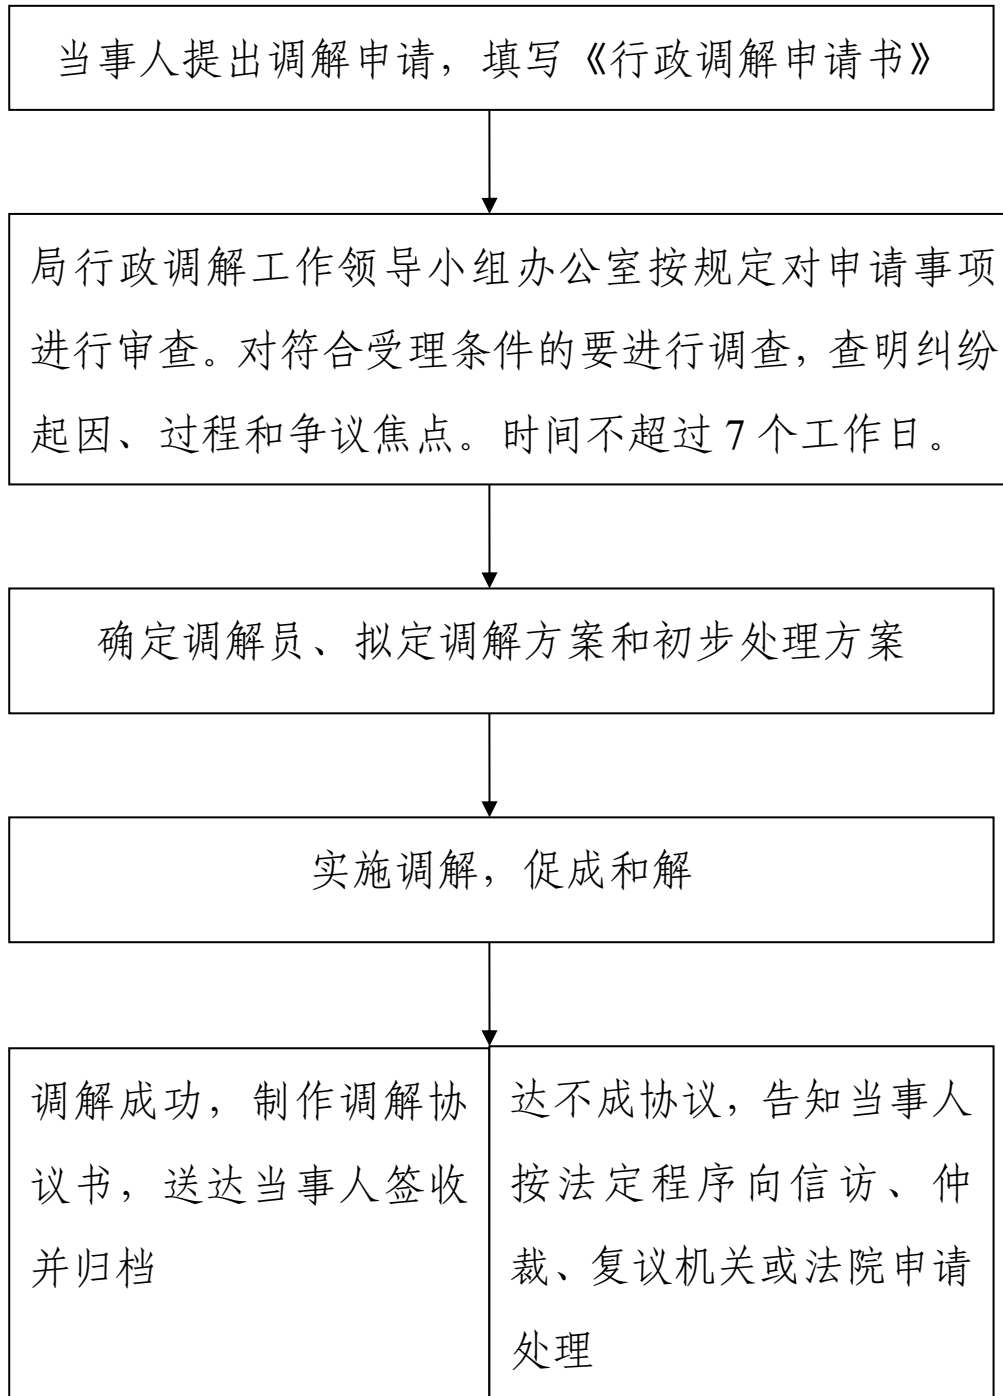 当事人提出调解申请，填写《行政调解申请书》
局行政调解工作领导小组办公室按规定对申请事项
进行审查。对符合受理条件的要进行调查，查明纠纷
起因、过程和争议焦点。时间不超过 7 个工作日。
确定调解员、拟定调解方案和初步处理方案
实施调解，促成和解
调解成功，制作调解协
议书，送达当事人签收
并归档
达不成协议，告知当事人
按法定程序向信访、仲
裁、复议机关或法院申请
处理